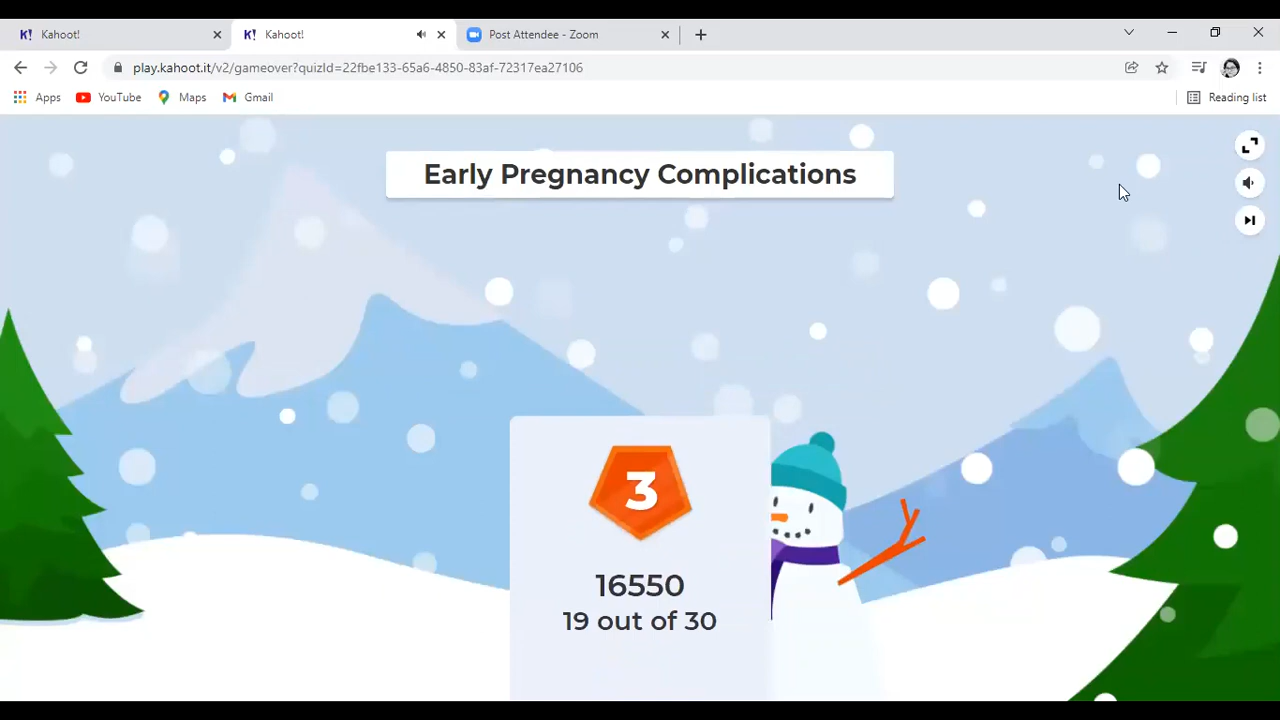 K! Kahoot!
K! Kahoot!
Post Attendee - Zoom
play.kahoot.it/v2/gameover?quizId=22fbe133-65a6-4850-83af-72317ea27106
Apps
YouTube
Maps
Gmail
Reading list
Early Pregnancy Complications
3
16550
19 out of 30